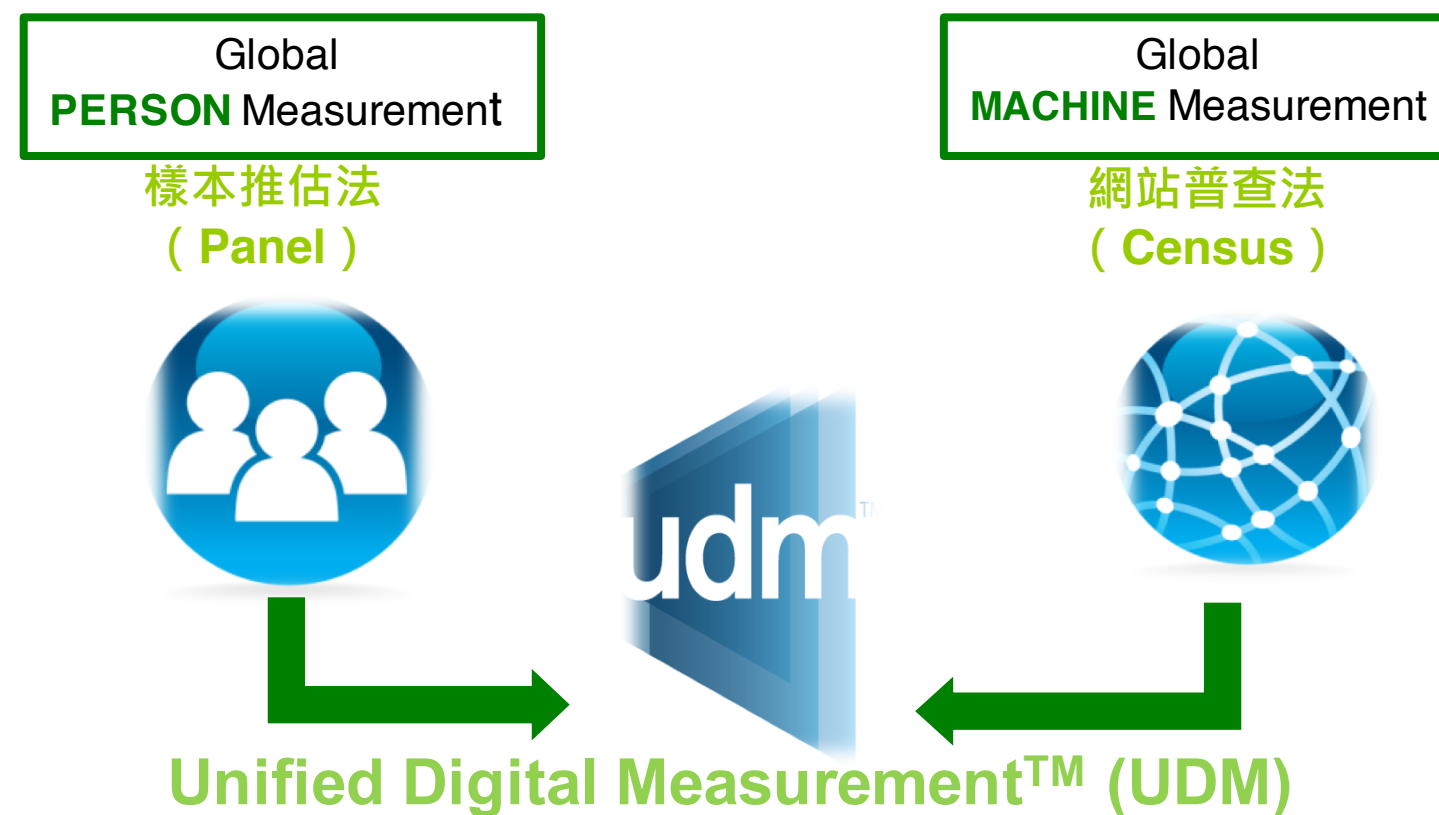 Global
PERSON Measurement
樣本推估法
（Panel）
Global
MACHINE Measurement
網站普查法
（Census）
udm™
Unified Digital Measurement™ (UDM)